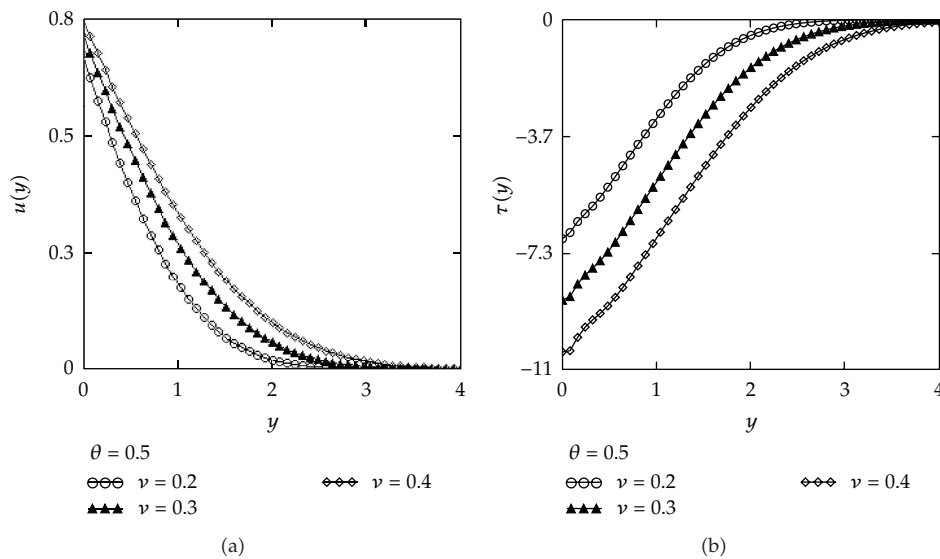 0.8
0.5
0.3
0
u(y)
0 1 2 3 4
y
θ = 0.5
ν = 0.2
ν = 0.3
ν = 0.4
(a)
0
−3.7
−7.3
−11
τ(y)
0 1 2 3 4
y
θ = 0.5
ν = 0.2
ν = 0.3
ν = 0.4
(b)